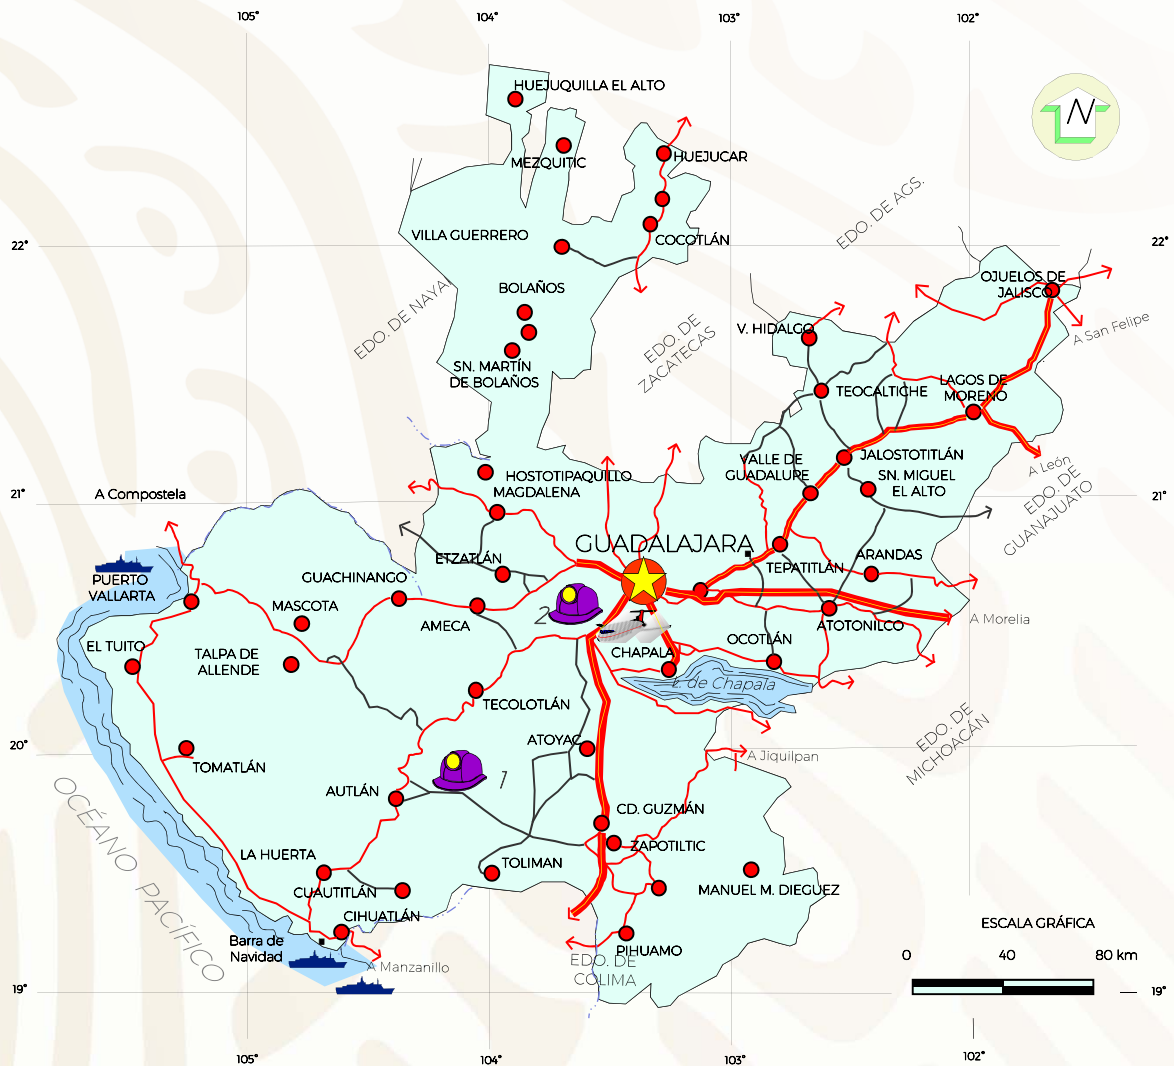 105°
104°
103°
102°
HUEJUQUILLA EL ALTO
N
MEZQUITIC
HUEJUCAR
EDO. DE AGS.
VILLA GUERRERO
COCOTLÁN
22°
22°
OJUELOS DE
JALISCO
BOLAÑOS
EDO. DE NAYA
V. HIDALGO
EDO. DE
ZACATECAS
A San Felipe
SN. MARTÍN
DE BOLAÑOS
TEOCALTICHE
LAGOS DE
MORENO
VALLE DE
GUADALUPE
JALOSTOTITLÁN
A León
HOSTOTIPAQUILLO
SN. MIGUEL
EL ALTO
MAGDALENA
A Compostela
21°
21°
EDO. DE
GUANAJUATO
GUADALAJARA
ETZATLÁN
ARANDAS
TEPATITLÁN
PUERTO
VALLARTA
GUACHINANGO
MASCOTA
2
AMECA
ATOTONILCO
A Morelia
EL TUITO
OCOTLÁN
TALPA DE
ALLENDE
CHAPALA
L. de Chapala
TECOLOTLÁN
EDO. DE
MICHOACÁN
20°
ATOYAC
A Jiquilpan
TOMATLÁN
1
AUTLÁN
CD. GUZMÁN
OCÉANO PACÍFICO
ZAPOTILTIC
LA HUERTA
TOLIMAN
CUAUTITLÁN
MANUEL M. DIEGUEZ
CIHUATLÁN
ESCALA GRÁFICA
Barra de
Navidad
PIHUAMO
0
40
80 km
A Manzanillo
EDO. DE
COLIMA
19°
19°
105°
104°
103°
102°